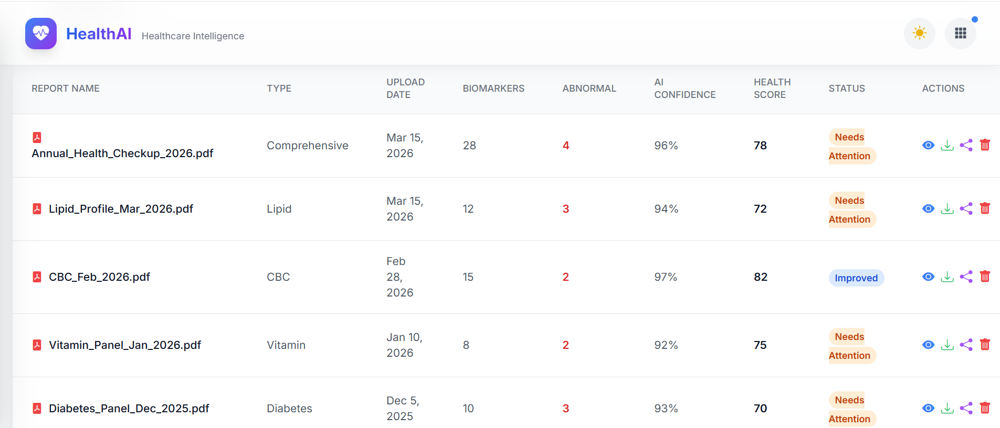 HealthAI Healthcare Intelligence
REPORT NAME TYPE UPLOAD DATE BIOMARKERS ABNORMAL AI CONFIDENCE HEALTH SCORE STATUS ACTIONS
Annual_Health_Checkup_2026.pdf Comprehensive Mar 15, 2026 28 4 96% 78 Needs Attention
Lipid_Profile_Mar_2026.pdf Lipid Mar 15, 2026 12 3 94% 72 Needs Attention
CBC_Feb_2026.pdf CBC Feb 28, 2026 15 2 97% 82 Improved
Vitamin_Panel_Jan_2026.pdf Vitamin Jan 10, 2026 8 2 92% 75 Needs Attention
Diabetes_Panel_Dec_2025.pdf Diabetes Dec 5, 2025 10 3 93% 70 Needs Attention